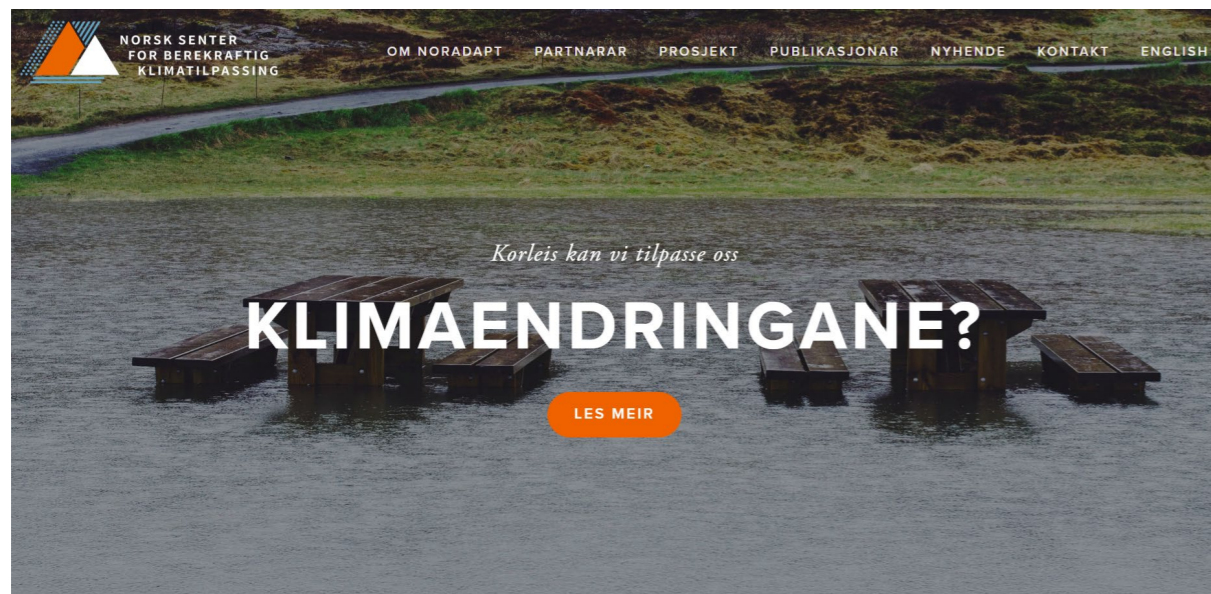 NORSK SENTER
FOR BEREKRAFTIG
KLIMATILPASSING
OM NORADAPT PARTNARAR PROSJEKT PUBLIKASJONAR NYHENDE KONTAKT ENGLISH
Korleis kan vi tilpasse oss
KLIMAENDRINGANE?
LES MEIR